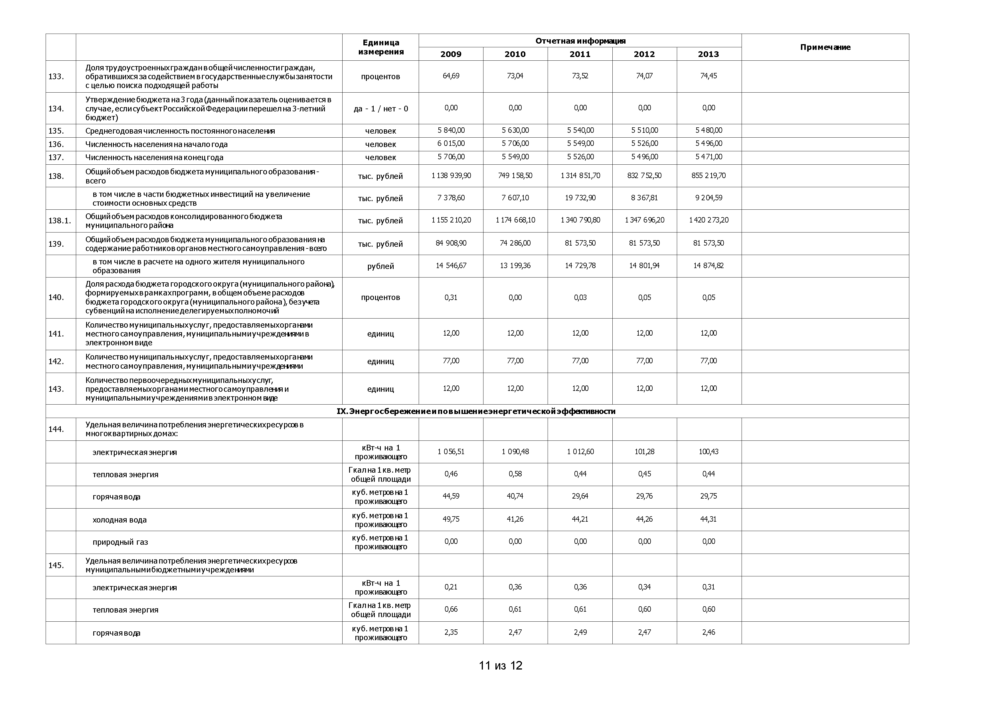 Единица
измерения
Отчетная информация
Примечание
2009 2010 2011 2012 2013
133. Доля трудоустроенных граждан в общей численности граждан,
обратившихся за содействием в государственные службы занятости
с целью поиска подходящей работы
процентов 64,69 73,04 73,52 74,07 74,45
134. Утверждение бюджета на 3 года (данный показатель оценивается в
случае, если субъект Российской Федерации перешел на 3-летний
бюджет)
да - 1 / нет - 0 0,00 0,00 0,00 0,00 0,00
135. Среднегодовая численность постоянного населения человек 5 840,00 5 630,00 5 540,00 5 510,00 5 480,00
136. Численность населения на начало года человек 6 015,00 5 706,00 5 549,00 5 526,00 5 496,00
137. Численность населения на конец года человек 5 706,00 5 549,00 5 526,00 5 496,00 5 471,00
138. Общий объем расходов бюджета муниципального образования -
всего
тыс. рублей 1 138 939,90 749 158,50 1 314 851,70 832 752,50 855 219,70
в том числе в части бюджетных инвестиций на увеличение
стоимости основных средств
тыс. рублей 7 378,60 7 607,10 19 732,90 8 367,81 9 204,59
138.1. Общий объем расходов консолидированного бюджета
муниципального района
тыс. рублей 1 155 210,20 1 174 668,10 1 340 790,80 1 347 696,20 1 420 273,20
139. Общий объем расходов бюджета муниципального образования на
содержание работников органов местного самоуправления - всего
тыс. рублей 84 908,90 74 286,00 81 573,50 81 573,50 81 573,50
в том числе в расчете на одного жителя муниципального
образования
рублей 14 546,67 13 199,36 14 729,78 14 801,94 14 874,82
140. Доля расхода бюджета городского округа (муниципального района),
формируемых в рамках программ, в общем объеме расходов
бюджета городского округа (муниципального района), без учета
субвенций на исполнение делегируемых полномочий
процентов 0,31 0,00 0,03 0,05 0,05
141. Количество муниципальных услуг, предоставляемых органами
местного самоуправления, муниципальными учреждениями в
электронном виде
единиц 12,00 12,00 12,00 12,00 12,00
142. Количество муниципальных услуг, предоставляемых органами
местного самоуправления, муниципальными учреждениями
единиц 77,00 77,00 77,00 77,00 77,00
143. Количество первоочередных муниципальных услуг,
предоставляемых органами местного самоуправления и
муниципальными учреждениями в электронном виде
единиц 12,00 12,00 12,00 12,00 12,00
IX. Энергосбережение и повышение энергетической эффективности
144. Удельная величина потребления энергетических ресурсов в
многоквартирных домах:
электрическая энергия
кВт-ч на 1
проживающего
1 056,51 1 090,48 1 012,60 101,28 100,43
тепловая энергия
Гкал на 1 кв. метр
общей площади
0,46 0,58 0,44 0,45 0,44
горячая вода
куб. метров на 1
проживающего
44,59 40,74 29,64 29,76 29,75
холодная вода
куб. метров на 1
проживающего
49,75 41,26 44,21 44,26 44,31
природный газ
куб. метров на 1
проживающего
0,00 0,00 0,00 0,00 0,00
145. Удельная величина потребления энергетических ресурсов
муниципальными бюджетными учреждениями
электрическая энергия
кВт-ч на 1
проживающего
0,21 0,36 0,36 0,34 0,31
тепловая энергия
Гкал на 1 кв. метр
общей площади
0,66 0,61 0,61 0,60 0,60
горячая вода
куб. метров на 1
проживающего
2,35 2,47 2,49 2,47 2,46
11 из 12